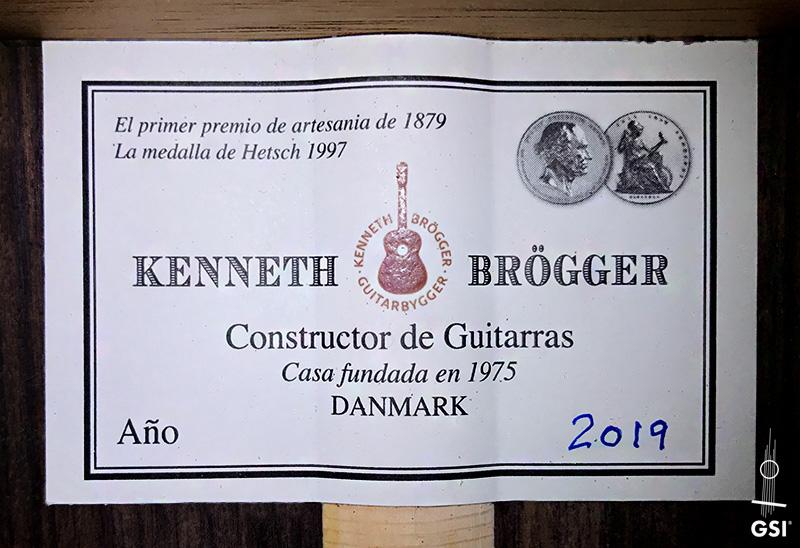 El primer premio de artesania de 1879
La medalla de Hetsch 1997
KENNETH BRÖGGER
KENNETH BRÖGGER · GUITARBYGGER ·
Constructor de Guitarras
Casa fundada en 1975
DANMARK
Año 2019
GSI